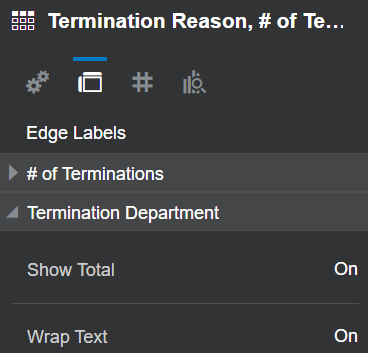 Termination Reason, # of Te...
Edge Labels
# of Terminations
Termination Department
Show Total On
Wrap Text On